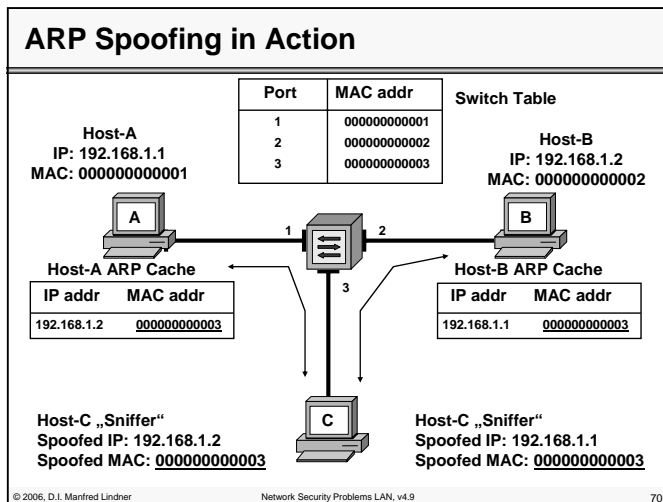 ARP Spoofing in Action
Port MAC addr
1 000000000001
2 000000000002
3 000000000003
Switch Table
Host-A
IP: 192.168.1.1
MAC: 000000000001
Host-B
IP: 192.168.1.2
MAC: 000000000002
A
B
1
2
3
Host-A ARP Cache
IP addr MAC addr
192.168.1.2 000000000003
Host-B ARP Cache
IP addr MAC addr
192.168.1.1 000000000003
C
Host-C „Sniffer“
Spoofed IP: 192.168.1.2
Spoofed MAC: 000000000003
Host-C „Sniffer“
Spoofed IP: 192.168.1.1
Spoofed MAC: 000000000003
© 2006, D.I. Manfred Lindner
Network Security Problems LAN, v4.9
70